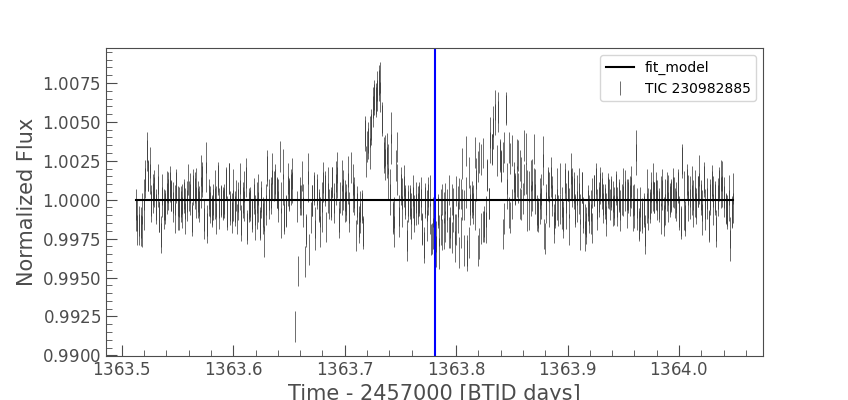 fit_model
TIC 230982885
Normalized Flux
1.0075
1.0050
1.0025
1.0000
0.9975
0.9950
0.9925
0.9900
1363.5 1363.6 1363.7 1363.8 1363.9 1364.0
Time - 2457000 [BTJD days]